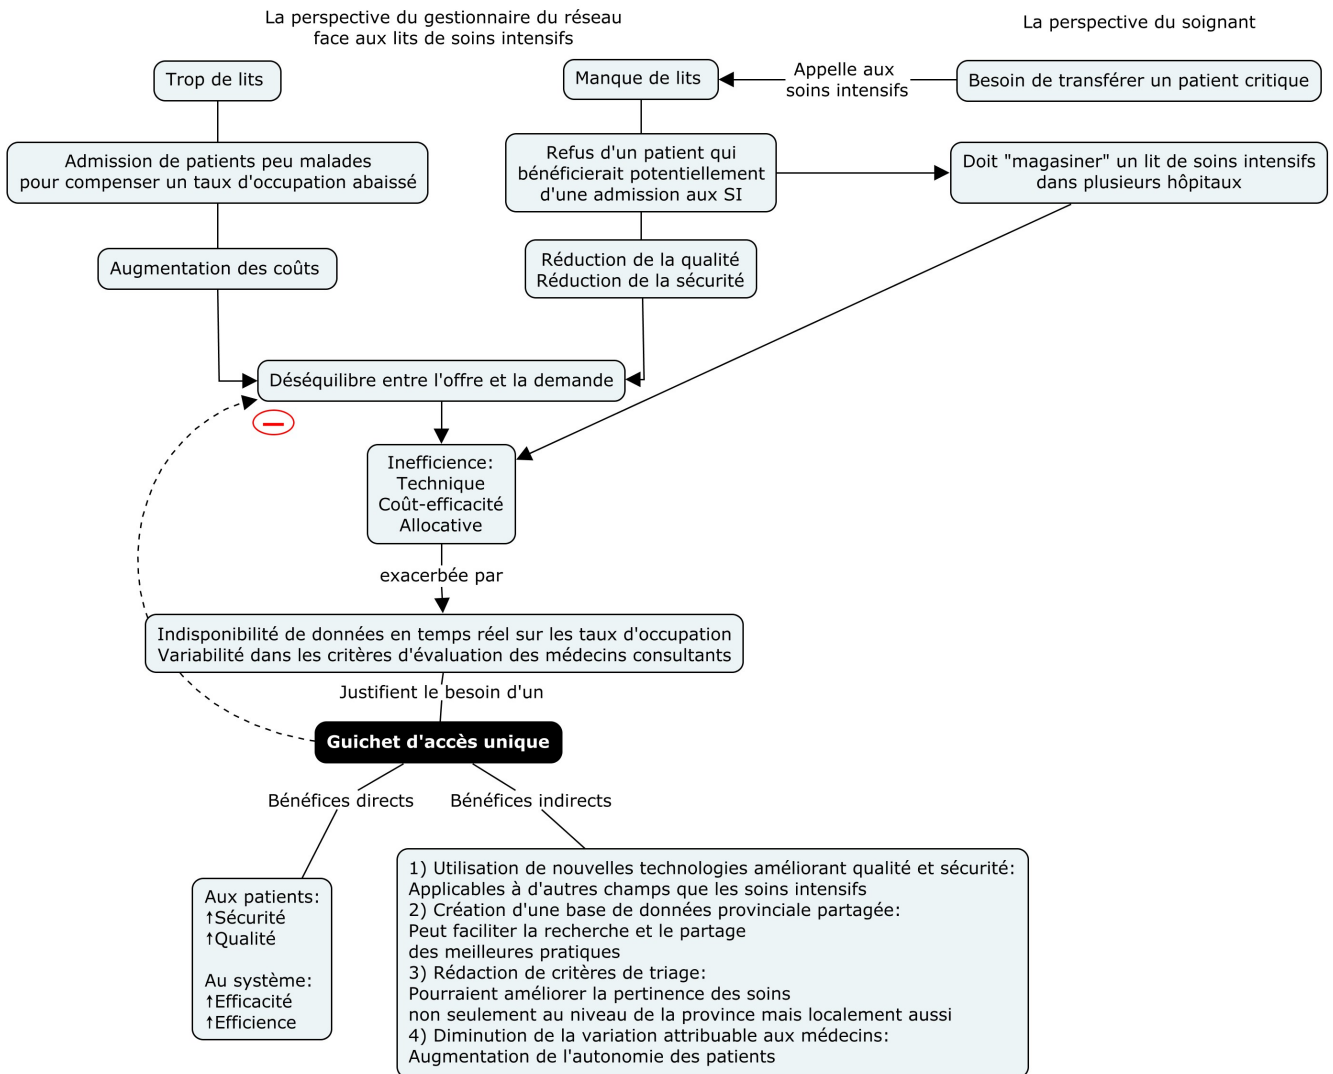 La perspective du gestionnaire du réseau
face aux lits de soins intensifs
La perspective du soignant
Trop de lits
Manque de lits
Appelle aux
soins intensifs
Besoin de transférer un patient critique
Admission de patients peu malades
pour compenser un taux d'occupation abaissé
Refus d'un patient qui
bénéficierait potentiellement
d'une admission aux SI
Doit "magasiner" un lit de soins intensifs
dans plusieurs hôpitaux
Augmentation des coûts
Réduction de la qualité
Réduction de la sécurité
Déséquilibre entre l'offre et la demande
Inefficience:
Technique
Coût-efficacité
Allocative
exacerbée par
Indisponibilité de données en temps réel sur les taux d'occupation
Variabilité dans les critères d'évaluation des médecins consultants
Justifient le besoin d'un
Guichet d'accès unique
Bénéfices directs
Bénéfices indirects
Aux patients:
↑Sécurité
↑Qualité
Au système:
↑Efficacité
↑Efficience
1) Utilisation de nouvelles technologies améliorant qualité et sécurité:
Applicables à d'autres champs que les soins intensifs
2) Création d'une base de données provinciale partagée:
Peut faciliter la recherche et le partage
des meilleures pratiques
3) Rédaction de critères de triage:
Pourraient améliorer la pertinence des soins
non seulement au niveau de la province mais localement aussi
4) Diminution de la variation attribuable aux médecins:
Augmentation de l'autonomie des patients